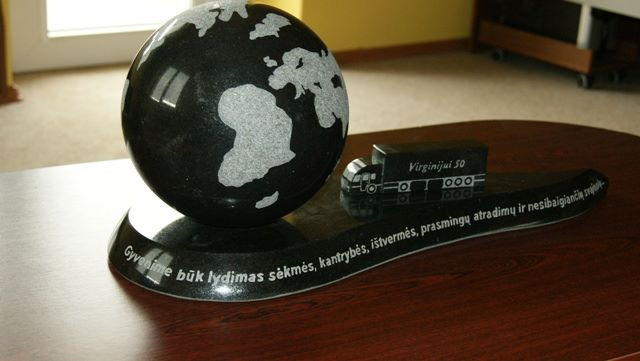 Virginijui 50
Gyvenime būk lydimas sėkmės, kantrybės, ištvermės, prasmingų atradimų ir nesibaigiančių